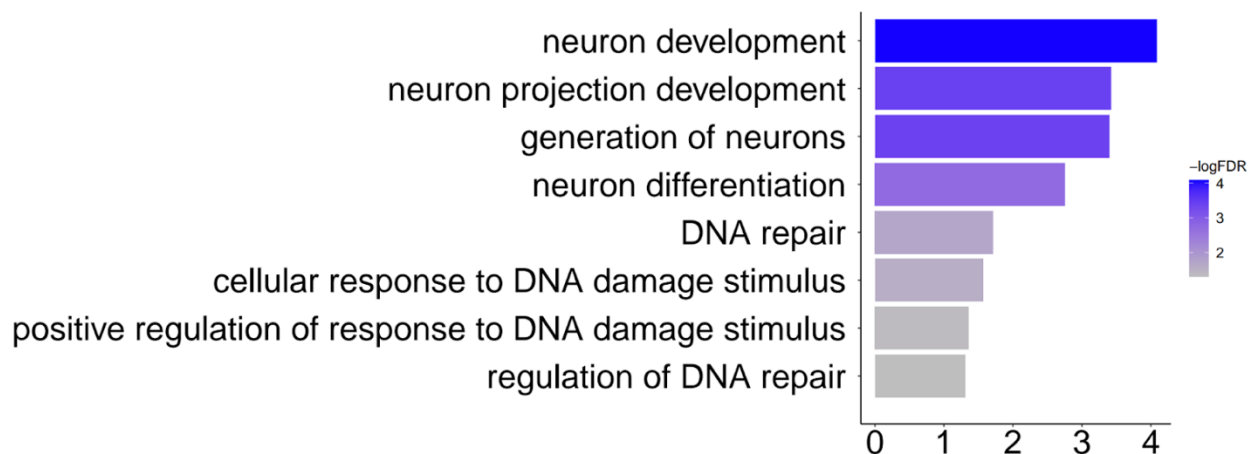 neuron development
neuron projection development
generation of neurons
neuron differentiation
DNA repair
cellular response to DNA damage stimulus
positive regulation of response to DNA damage stimulus
regulation of DNA repair
0 1 2 3 4
−logFDR
4
3
2